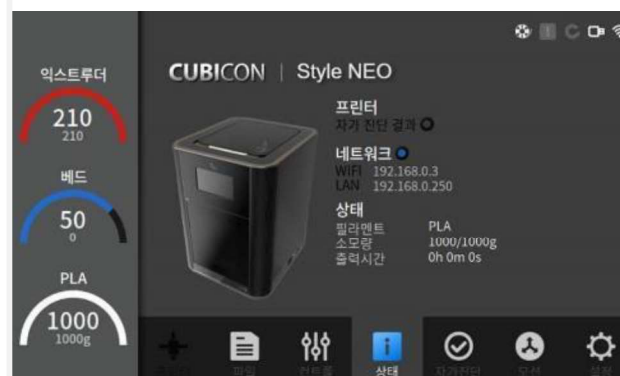 익스트루더
210
210
베드
50
0
PLA
1000
1000g
CUBICON | Style NEO
프린터
자가 진단 결과
네트워크
WIFI 192.168.0.3
LAN 192.168.0.250
상태
필라멘트 PLA
소모량 1000/1000g
출력시간 0h 0m 0s
파일
컨트롤
상태
자가진단
모션
설정